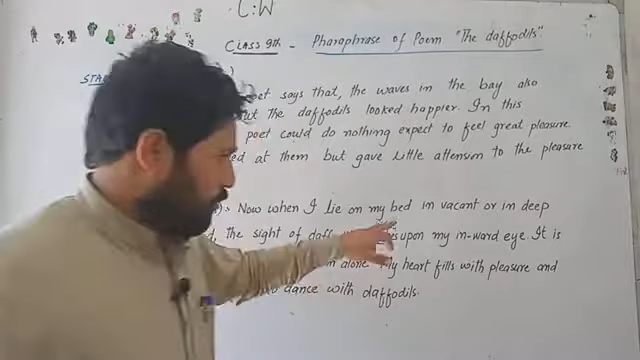 C:W
CLASS 9th - Pharaphrase of Poem "The daffodils".
STA
poet says that, the waves in the bay also
but the daffodils looked happier. In this
poet could do nothing expect to feel great pleasure
at them but gave little attension to the pleasure
:- Now when I lie on my bed in vacant or in deep
the sight of upon my in-ward eye. It is
alone. My heart fills with pleasure and
dance with daffodils.